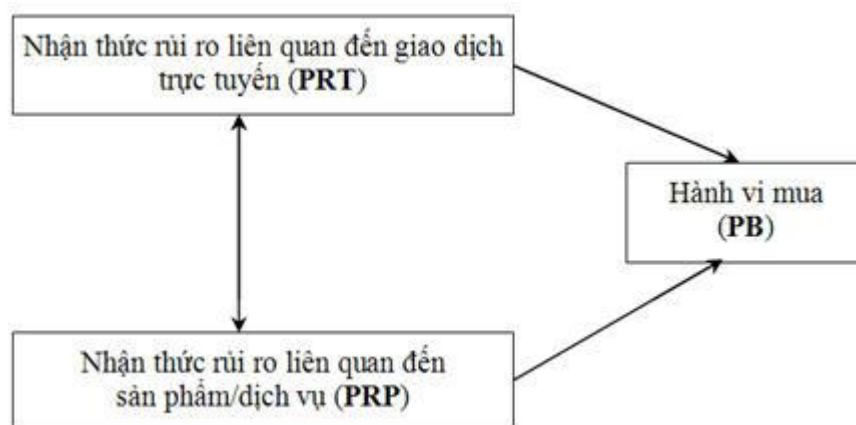 Nhận thức rủi ro liên quan đến giao dịch
trực tuyến (PRT)
Hành vi mua
(PB)
Nhận thức rủi ro liên quan đến
sản phẩm/dịch vụ (PRP)